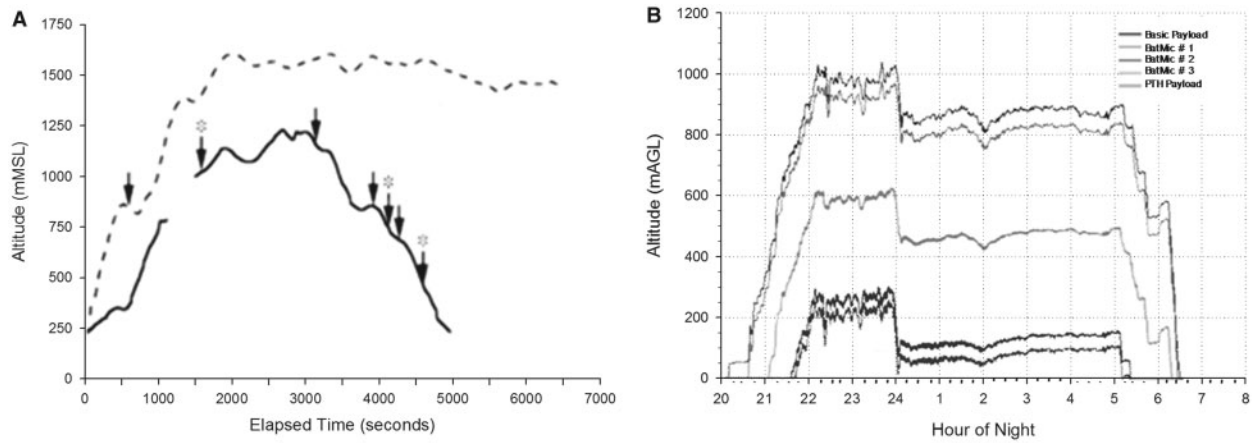 A
Altitude (mMSL)
1750
1500
1250
1000
750
500
250
0
0 1000 2000 3000 4000 5000 6000 7000
Elapsed Time (seconds)
B
Altitude (mAGL)
1200
1000
800
600
400
200
0
Basic Payload
BatMic # 1
BatMic # 2
BatMic # 3
PTH Payload
20 21 22 23 24 1 2 3 4 5 6 7 8
Hour of Night